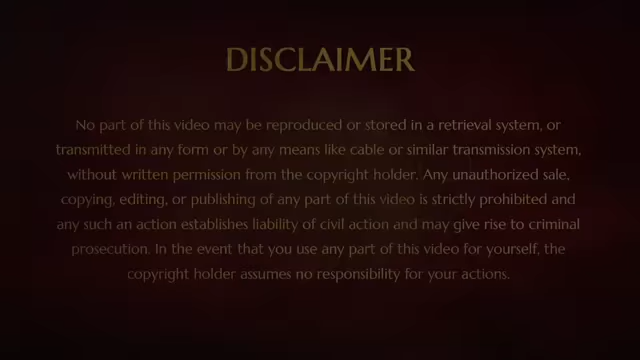 DISCLAIMER
No part of this video may be reproduced or stored in a retrieval system, or
transmitted in any form or by any means like cable or similar transmission system,
without written permission from the copyright holder. Any unauthorized sale,
copying, editing, or publishing of any part of this video is strictly prohibited and
any such an action establishes liability of civil action and may give rise to criminal
prosecution. In the event that you use any part of this video for yourself, the
copyright holder assumes no responsibility for your actions.